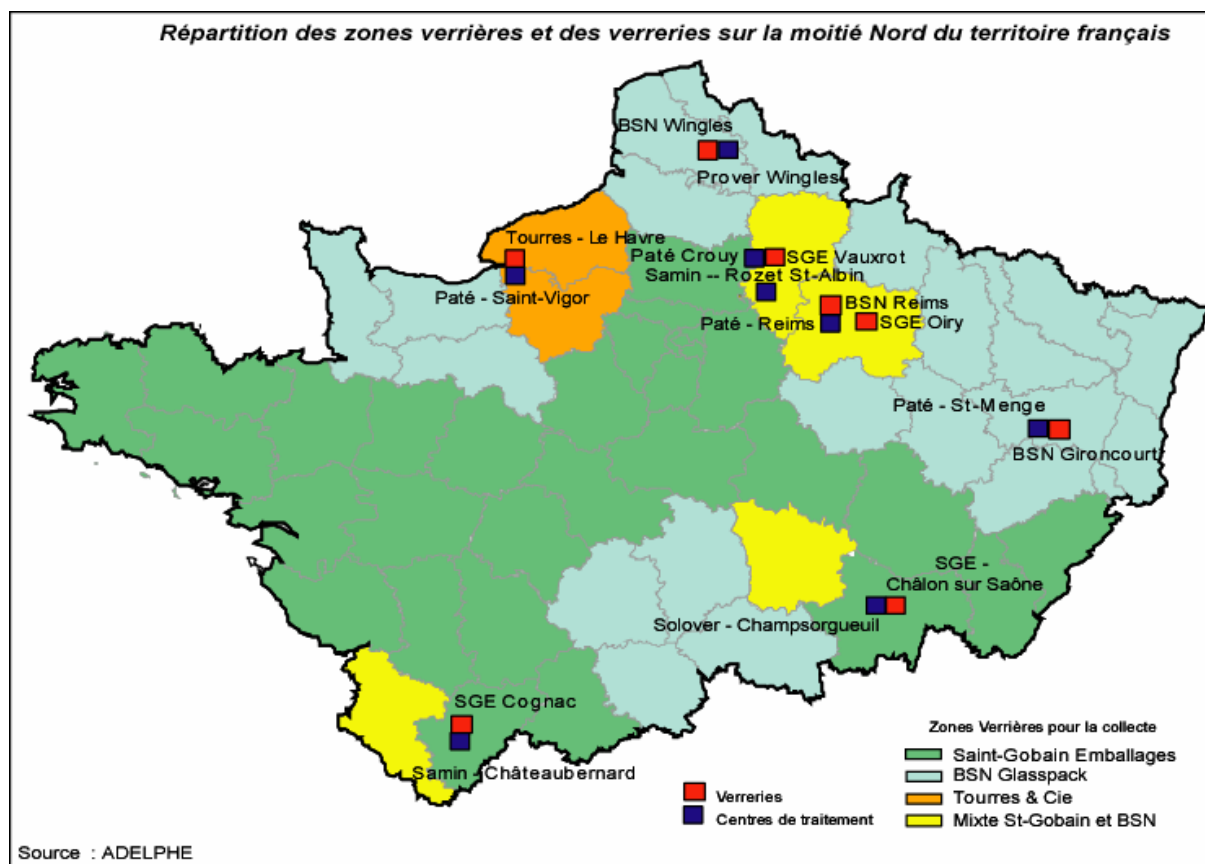 Répartition des zones verrières et des verreries sur la moitié Nord du territoire français
BSN Wingles
Prover Wingles
Tourres - Le Havre
Paté Crouy
SGE Vauxrot
Samin -- Rozet St-Albin
Paté - Saint-Vigor
BSN Reims
Paté - Reims
SGE Oiry
Paté - St-Menge
BSN Gironcourt
SGE -
Châlon sur Saône
Solover - Champsorgueuil
SGE Cognac
Samin - Châteaubernard
Zones Verrières pour la collecte
Saint-Gobain Emballages
BSN Glasspack
Tourres & Cie
Mixte St-Gobain et BSN
Verreries
Centres de traitement
Source : ADELPHE